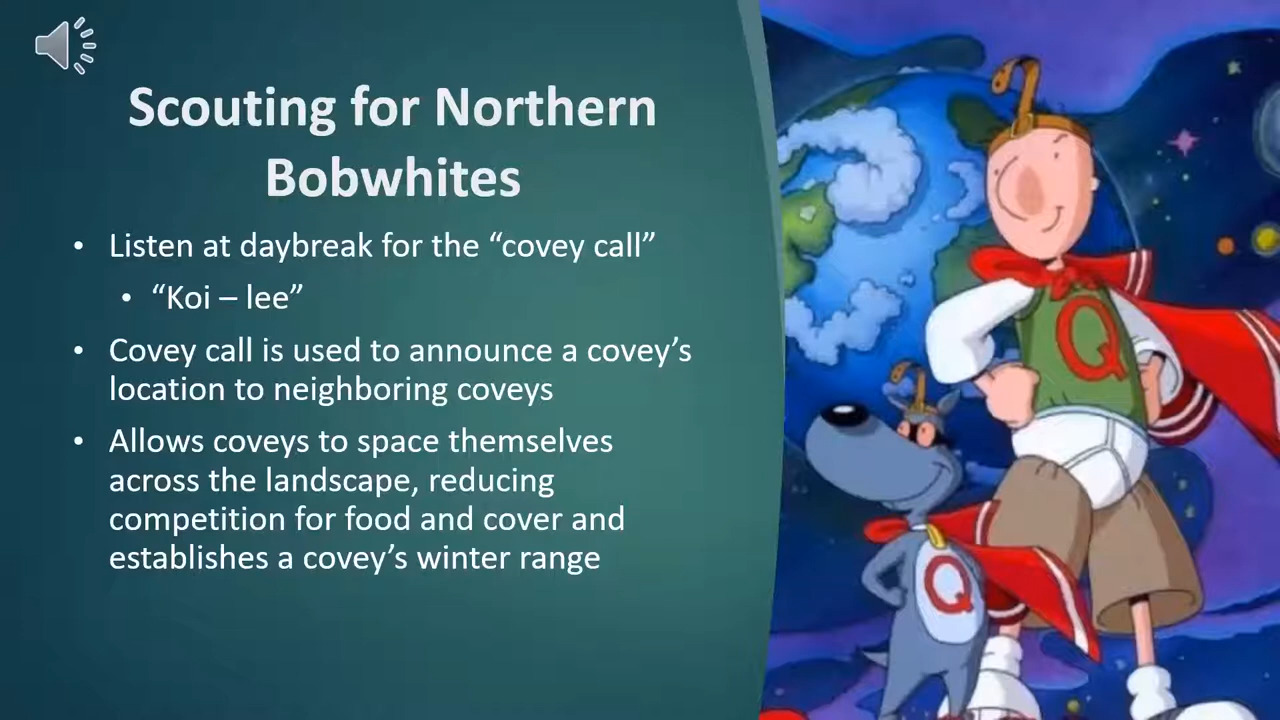 Scouting for Northern
Bobwhites
• Listen at daybreak for the “covey call”
• “Koi – lee”
• Covey call is used to announce a covey’s
location to neighboring coveys
• Allows coveys to space themselves
across the landscape, reducing
competition for food and cover and
establishes a covey’s winter range
Q
Q